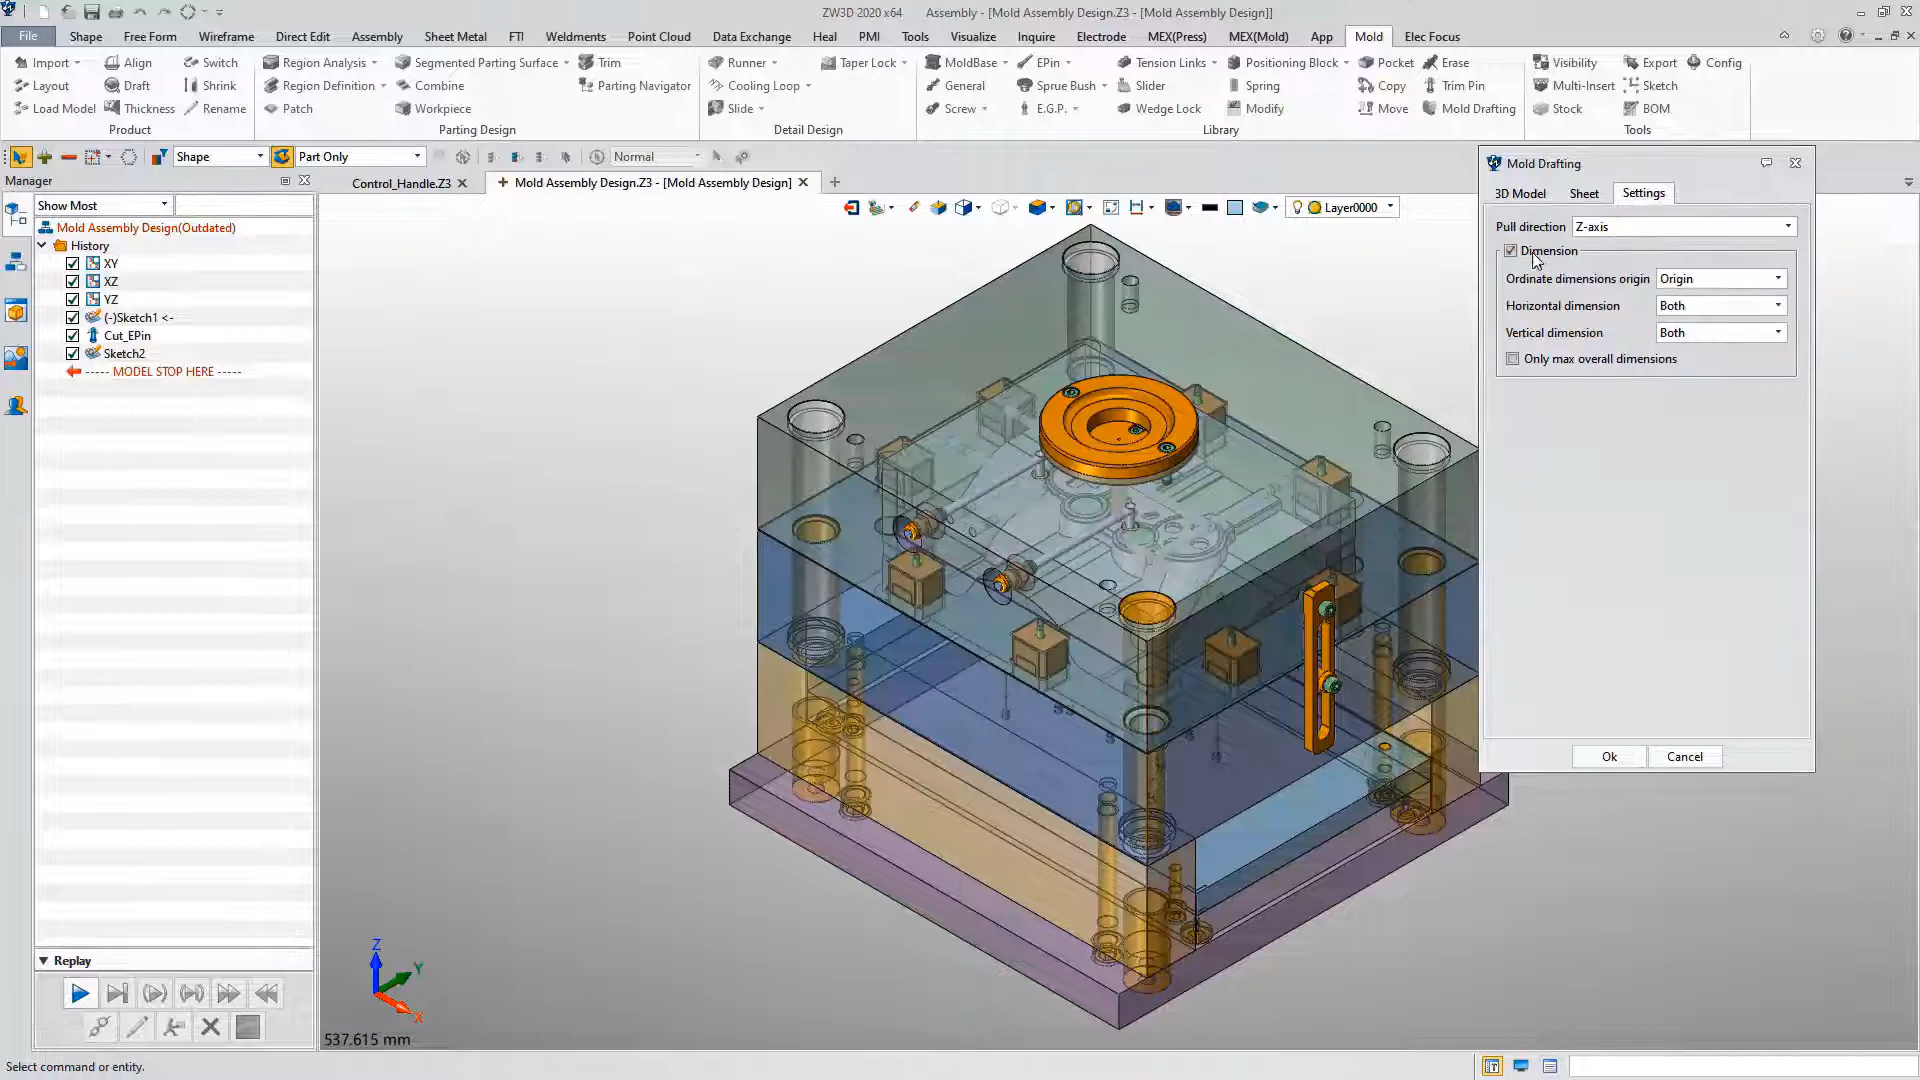 ZW3D 2020 x64 Assembly - [Mold Assembly Design.Z3 - [Mold Assembly Design]]
File Shape Free Form Wireframe Direct Edit Assembly Sheet Metal FTI Weldments Point Cloud Data Exchange Heal PMI Tools Visualize Inquire Electrode MEX(Press) MEX(Mold) App Mold Elec Focus
Import Align Switch Region Analysis Segmented Parting Surface Trim Runner Taper Lock MoldBase EPin Tension Links Positioning Block Pocket Erase Visibility Export Config
Layout Draft Shrink Region Definition Combine Parting Navigator Cooling Loop General Sprue Bush Slider Spring Copy Trim Pin Multi-Insert Sketch
Load Model Thickness Rename Patch Workpiece Slide Screw E.G.P. Wedge Lock Modify Move Mold Drafting Stock BOM
Product Parting Design Detail Design Library Tools
Shape Part Only Normal
Manager
Control_Handle.Z3 Mold Assembly Design.Z3 - [Mold Assembly Design]
Show Most
Layer0000
Mold Assembly Design(Outdated)
History
XY
XZ
YZ
(-)Sketch1 <-
Cut_EPin
Sketch2
----- MODEL STOP HERE -----
Mold Drafting
3D Model Sheet Settings
Pull direction Z-axis
Dimension
Ordinate dimensions origin Origin
Horizontal dimension Both
Vertical dimension Both
Only max overall dimensions
Ok Cancel
Replay
Z
Y
X
537.615 mm
Select command or entity.